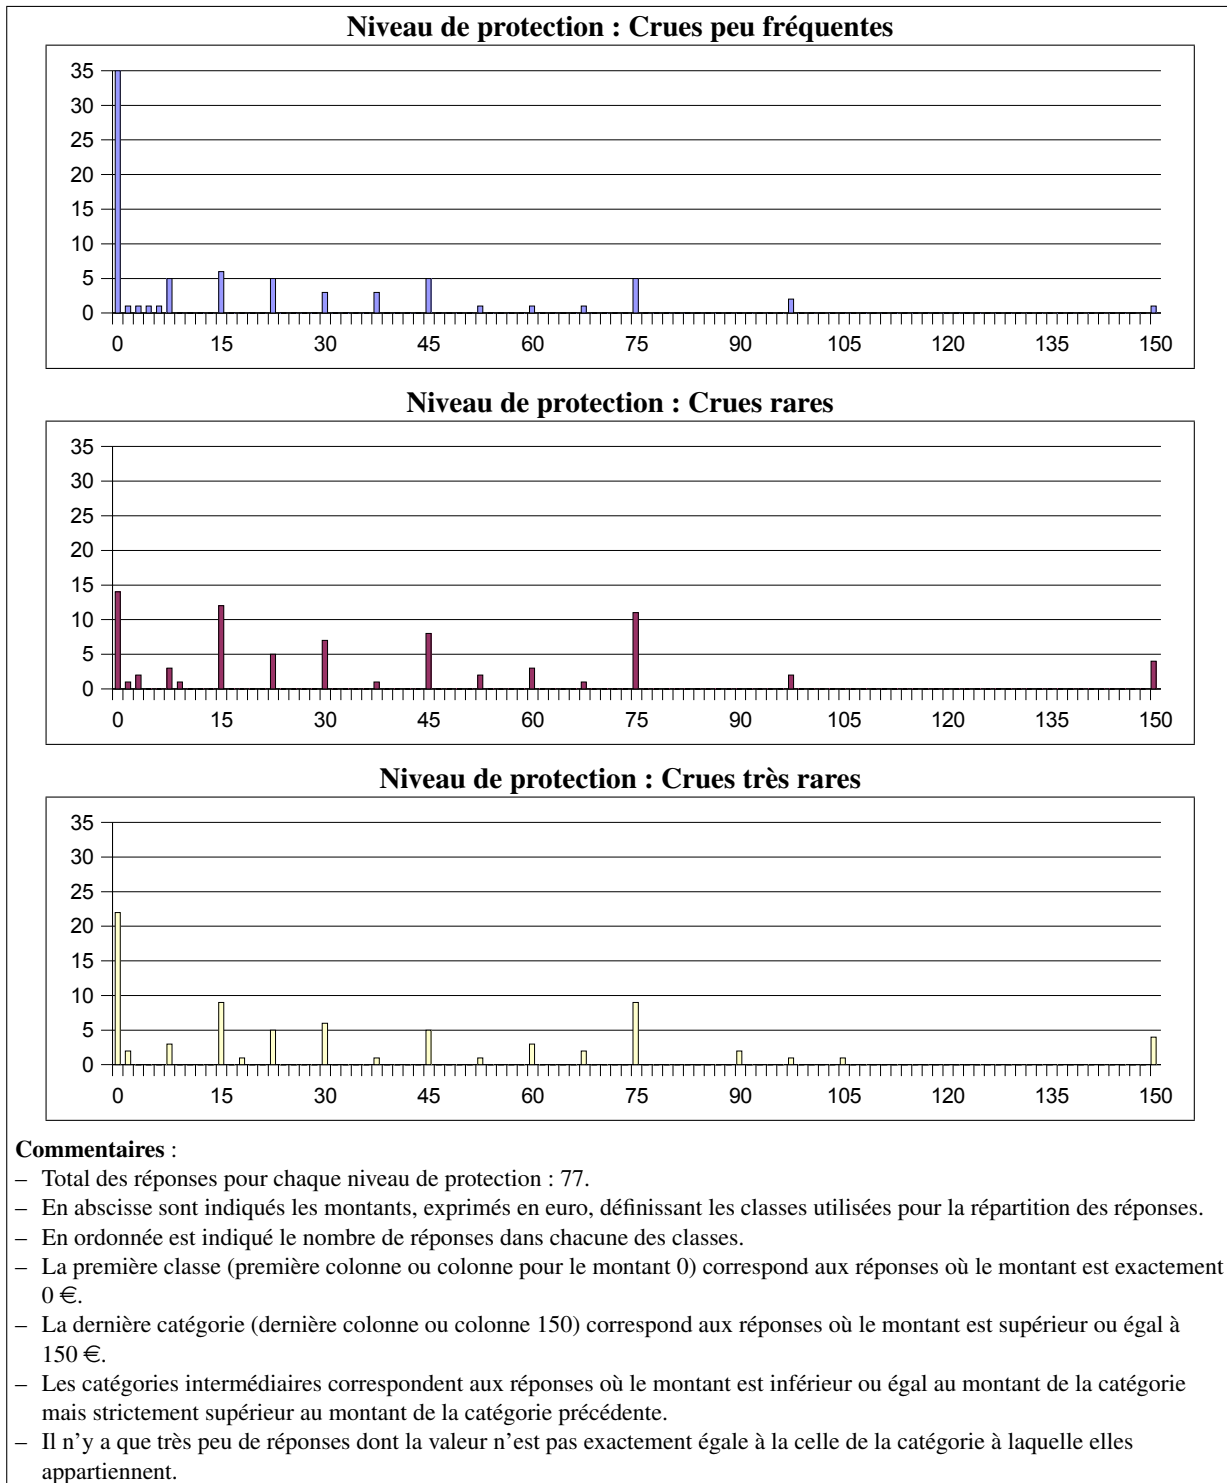 Niveau de protection : Crues peu fréquentes
35
30
25
20
15
10
5
0
0 15 30 45 60 75 90 105 120 135 150
Niveau de protection : Crues rares
35
30
25
20
15
10
5
0
0 15 30 45 60 75 90 105 120 135 150
Niveau de protection : Crues très rares
35
30
25
20
15
10
5
0
0 15 30 45 60 75 90 105 120 135 150
Commentaires :
– Total des réponses pour chaque niveau de protection : 77.
– En abscisse sont indiqués les montants, exprimés en euro, définissant les classes utilisées pour la répartition des réponses.
– En ordonnée est indiqué le nombre de réponses dans chacune des classes.
– La première classe (première colonne ou colonne pour le montant 0) correspond aux réponses où le montant est exactement
0 €.
– La dernière catégorie (dernière colonne ou colonne 150) correspond aux réponses où le montant est supérieur ou égal à
150 €.
– Les catégories intermédiaires correspondent aux réponses où le montant est inférieur ou égal au montant de la catégorie
mais strictement supérieur au montant de la catégorie précédente.
– Il n'y a que très peu de réponses dont la valeur n'est pas exactement égale à la celle de la catégorie à laquelle elles
appartiennent.